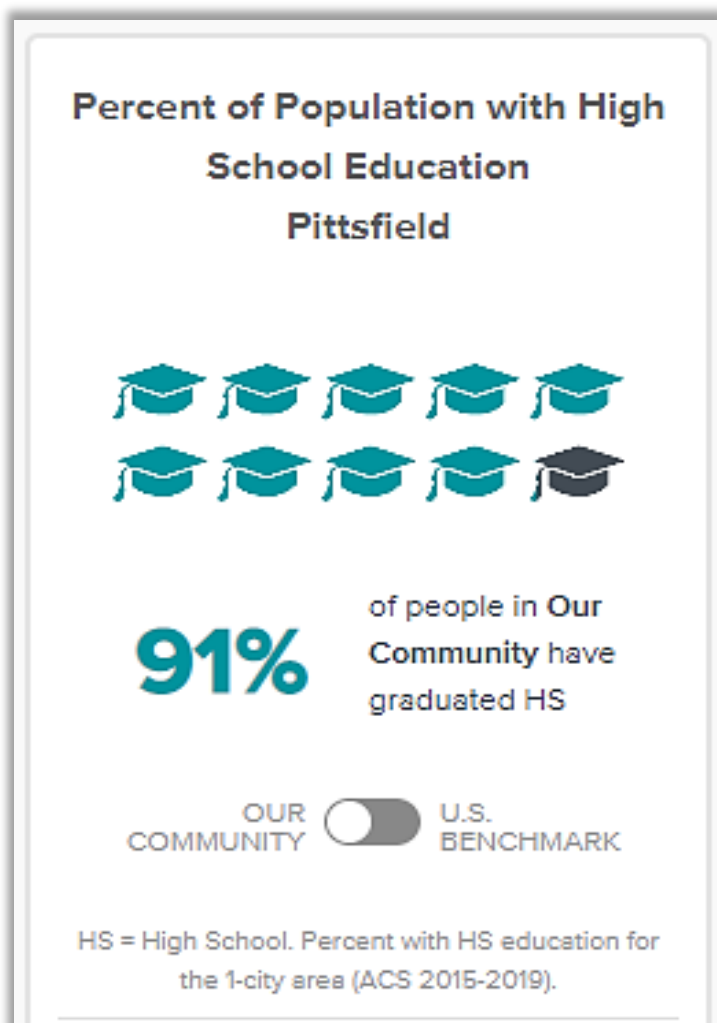 Percent of Population with High
School Education
Pittsfield
91%
of people in Our
Community have
graduated HS
OUR
COMMUNITY
U.S.
BENCHMARK
HS = High School. Percent with HS education for
the 1-city area (ACS 2015-2019).